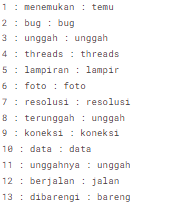 1 : menemukan : temu
2 : bug : bug
3 : unggah : unggah
4 : threads : threads
5 : lampiran : lampir
6 : foto : foto
7 : resolusi : resolusi
8 : terunggah : unggah
9 : koneksi : koneksi
10 : data : data
11 : unggahnya : unggah
12 : berjalan : jalan
13 : dibarengi : bareng